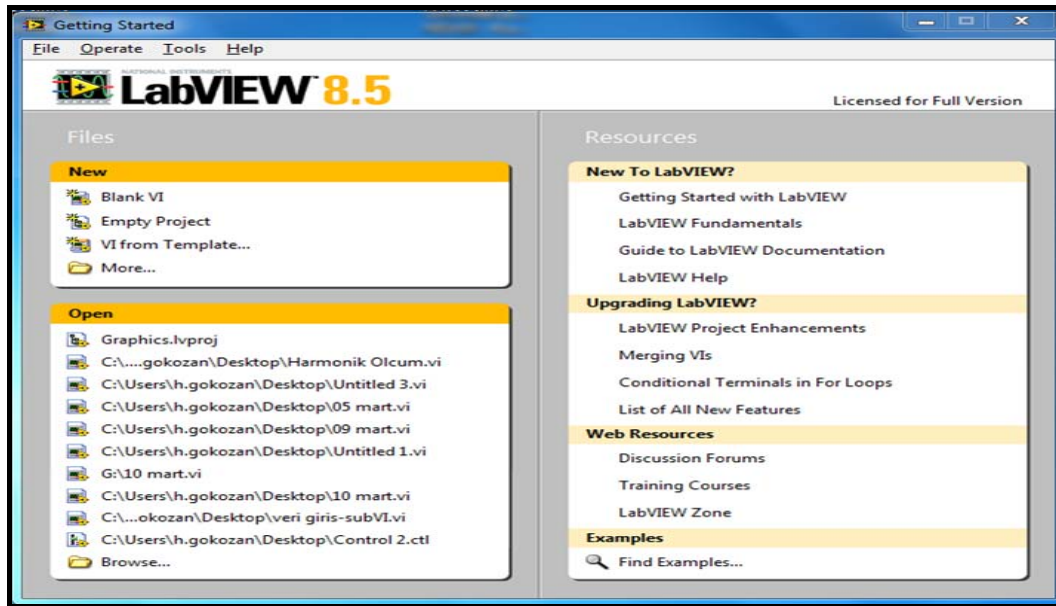 Getting Started
File Operate Tools Help
NATIONAL INSTRUMENTS
LabVIEW™ 8.5
Licensed for Full Version
Files
New
Blank VI
Empty Project
VI from Template...
More...
Open
Graphics.lvproj
C:\....gokozan\Desktop\Harmonik Olcum.vi
C:\Users\h.gokozan\Desktop\Untitled 3.vi
C:\Users\h.gokozan\Desktop\05 mart.vi
C:\Users\h.gokozan\Desktop\09 mart.vi
C:\Users\h.gokozan\Desktop\Untitled 1.vi
G:\10 mart.vi
C:\Users\h.gokozan\Desktop\10 mart.vi
C:\...okozan\Desktop\veri giris-subVI.vi
C:\Users\h.gokozan\Desktop\Control 2.ctl
Browse...
Resources
New To LabVIEW?
Getting Started with LabVIEW
LabVIEW Fundamentals
Guide to LabVIEW Documentation
LabVIEW Help
Upgrading LabVIEW?
LabVIEW Project Enhancements
Merging VIs
Conditional Terminals in For Loops
List of All New Features
Web Resources
Discussion Forums
Training Courses
LabVIEW Zone
Examples
Find Examples...